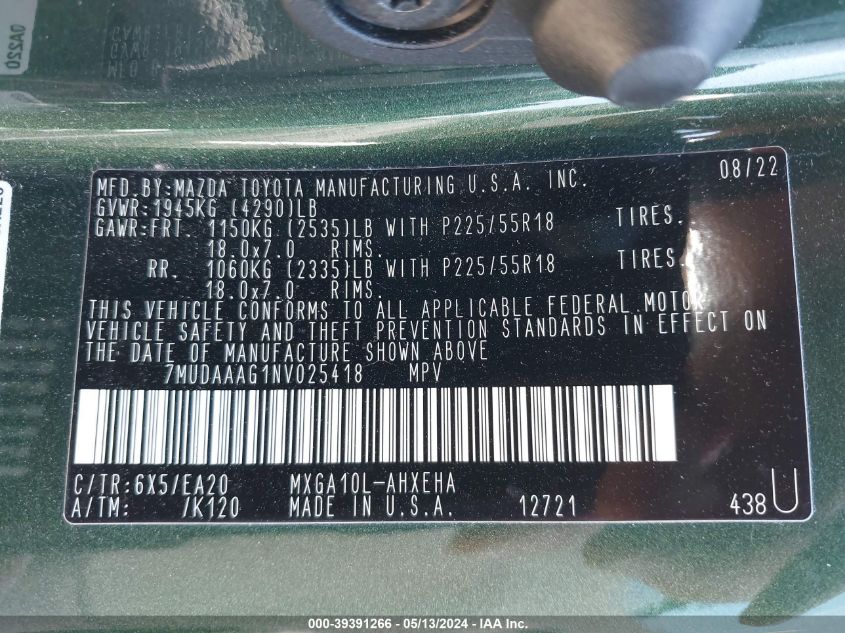 MFD.BY:MAZDA TOYOTA MANUFACTURING U.S.A. INC. 08/22
GVWR:1945KG (4290)LB
GAWR:FRT. 1150KG (2535)LB WITH P225/55R18 TIRES.
18.0x7.0 RIMS.
RR. 1060KG (2335)LB WITH P225/55R18 TIRES.
18.0x7.0 RIMS.
THIS VEHICLE CONFORMS TO ALL APPLICABLE FEDERAL MOTOR
VEHICLE SAFETY AND THEFT PREVENTION STANDARDS IN EFFECT ON
THE DATE OF MANUFACTURE SHOWN ABOVE
7MUDAAAG1NV025418 MPV
C/TR:6X5/EA20 MXGA10L-AHXEHA
A/TM: /K120 MADE IN U.S.A. 12721 438 U
000-39391266 - 05/13/2024 - IAAI.COM